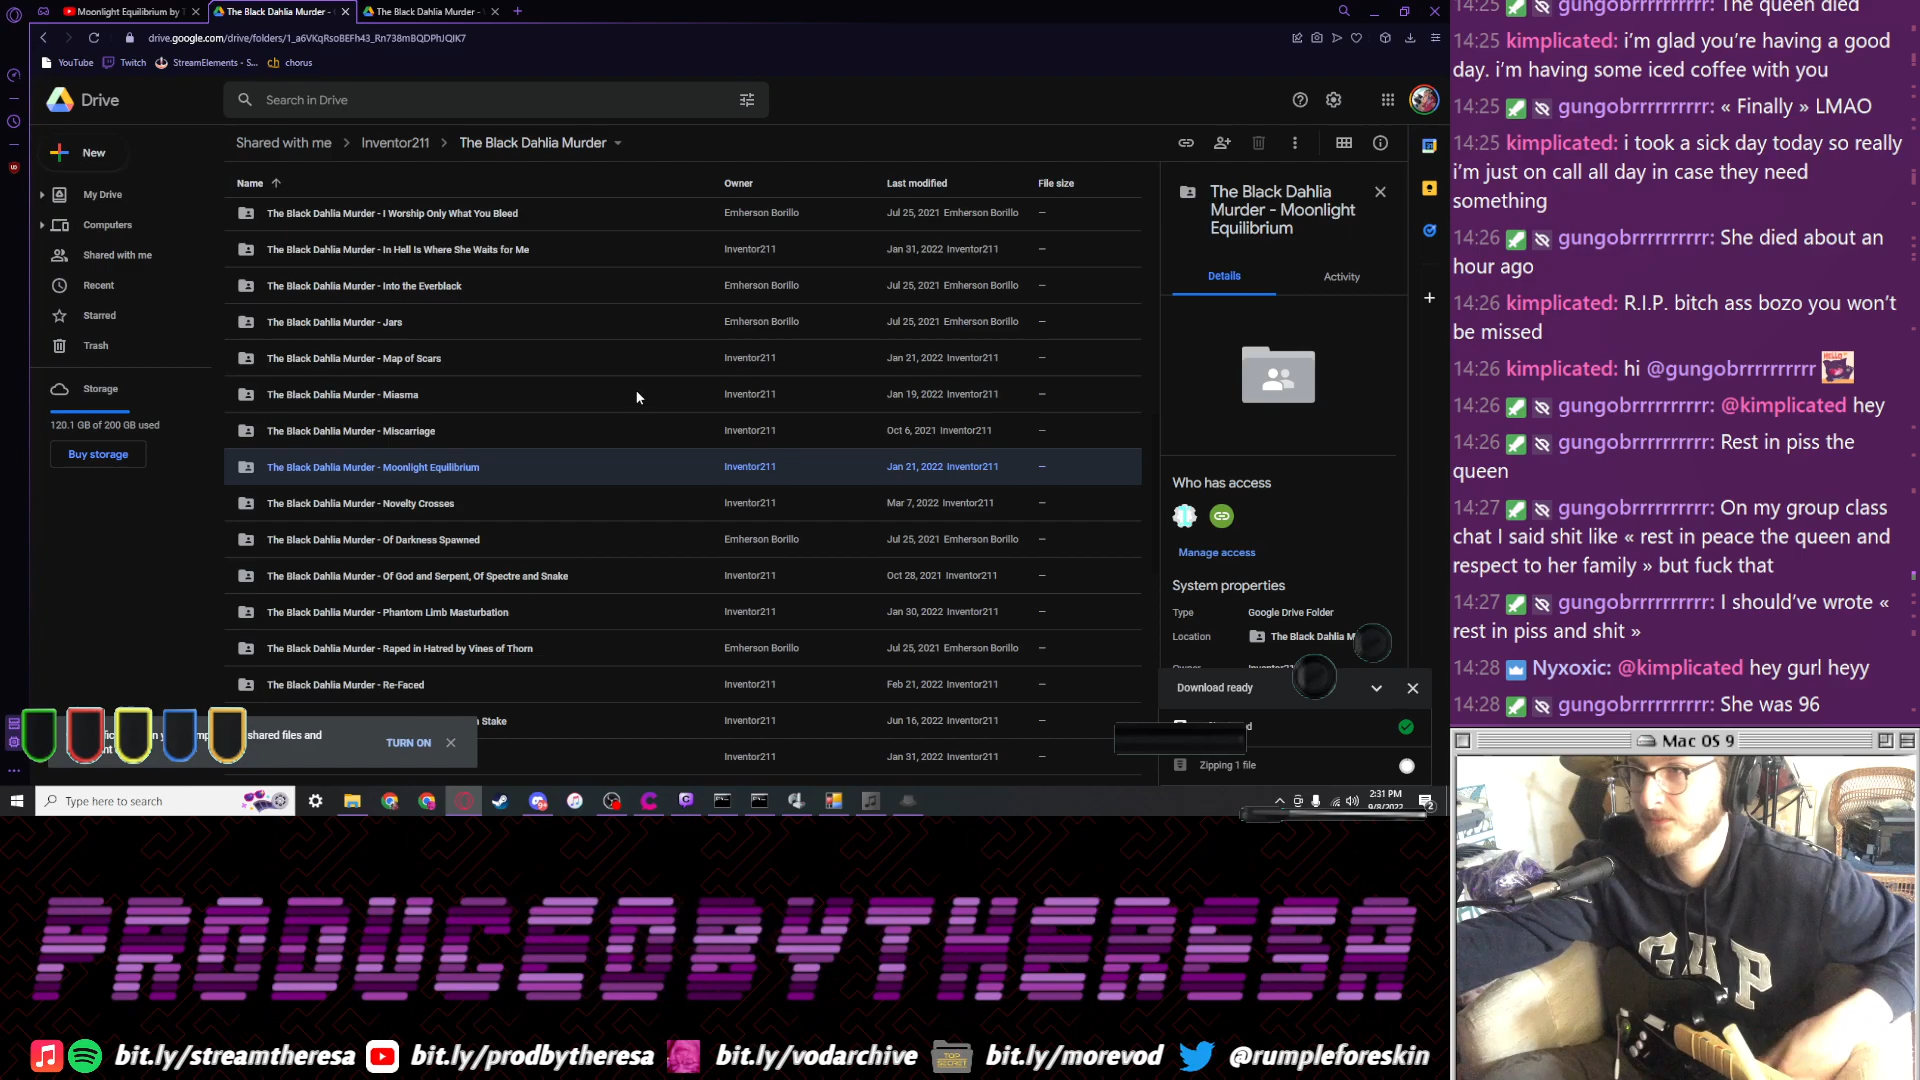 Moonlight Equilibrium by T
The Black Dahlia Murder -
The Black Dahlia Murder -
drive.google.com/drive/folders/1_a6VKqRsoBEFh43_Rn738mBQDPhJQIK7
YouTube
Twitch
StreamElements - S...
chorus
Drive
Search in Drive
Shared with me
Inventor211
The Black Dahlia Murder
New
My Drive
Computers
Shared with me
Recent
Starred
Trash
Storage
120.1 GB of 200 GB used
Buy storage
Name
Owner
Last modified
File size
The Black Dahlia Murder - I Worship Only What You Bleed Emherson Borillo Jul 25, 2021 Emherson Borillo —
The Black Dahlia Murder - In Hell Is Where She Waits for Me Inventor211 Jan 31, 2022 Inventor211 —
The Black Dahlia Murder - Into the Everblack Emherson Borillo Jul 25, 2021 Emherson Borillo —
The Black Dahlia Murder - Jars Emherson Borillo Jul 25, 2021 Emherson Borillo —
The Black Dahlia Murder - Map of Scars Inventor211 Jan 21, 2022 Inventor211 —
The Black Dahlia Murder - Miasma Inventor211 Jan 19, 2022 Inventor211 —
The Black Dahlia Murder - Miscarriage Inventor211 Oct 6, 2021 Inventor211 —
The Black Dahlia Murder - Moonlight Equilibrium Inventor211 Jan 21, 2022 Inventor211 —
The Black Dahlia Murder - Novelty Crosses Inventor211 Mar 7, 2022 Inventor211 —
The Black Dahlia Murder - Of Darkness Spawned Emherson Borillo Jul 25, 2021 Emherson Borillo —
The Black Dahlia Murder - Of God and Serpent, Of Spectre and Snake Inventor211 Oct 28, 2021 Inventor211 —
The Black Dahlia Murder - Phantom Limb Masturbation Inventor211 Jan 30, 2022 Inventor211 —
The Black Dahlia Murder - Raped in Hatred by Vines of Thorn Emherson Borillo Jul 25, 2021 Emherson Borillo —
The Black Dahlia Murder - Re-Faced Inventor211 Feb 21, 2022 Inventor211 —
Stake Inventor211 Jun 16, 2022 Inventor211 —
Inventor211 Jan 31, 2022 Inventor211 —
shared files and
TURN ON
The Black Dahlia
Murder - Moonlight
Equilibrium
Details
Activity
Who has access
Manage access
System properties
Type Google Drive Folder
Location The Black Dahlia M
Download ready
Zipping 1 file
Type here to search
2:31 PM
9/8/2022
2
14:25 gungobrrrrrrrrrr: The queen died
14:25 kimplicated: i'm glad you're having a good
day. i'm having some iced coffee with you
14:25 gungobrrrrrrrrrr: « Finally » LMAO
14:25 kimplicated: i took a sick day today so really
i'm just on call all day in case they need
something
14:26 gungobrrrrrrrrrr: She died about an
hour ago
14:26 kimplicated: R.I.P. bitch ass bozo you won't
be missed
14:26 kimplicated: hi @gungobrrrrrrrrrr
14:26 gungobrrrrrrrrrr: @kimplicated hey
14:26 gungobrrrrrrrrrr: Rest in piss the
queen
14:27 gungobrrrrrrrrrr: On my group class
chat I said shit like « rest in peace the queen and
respect to her family » but fuck that
14:27 gungobrrrrrrrrrr: I should've wrote «
rest in piss and shit »
14:28 Nyxoxic: @kimplicated hey gurl heyy
14:28 gungobrrrrrrrrrr: She was 96
Mac OS 9
GAP
PRODUCEDBYTHERESA
bit.ly/streamtheresa
bit.ly/prodbytheresa
bit.ly/vodarchive
TOP SECRET
bit.ly/morevod
@rumpleforeskin